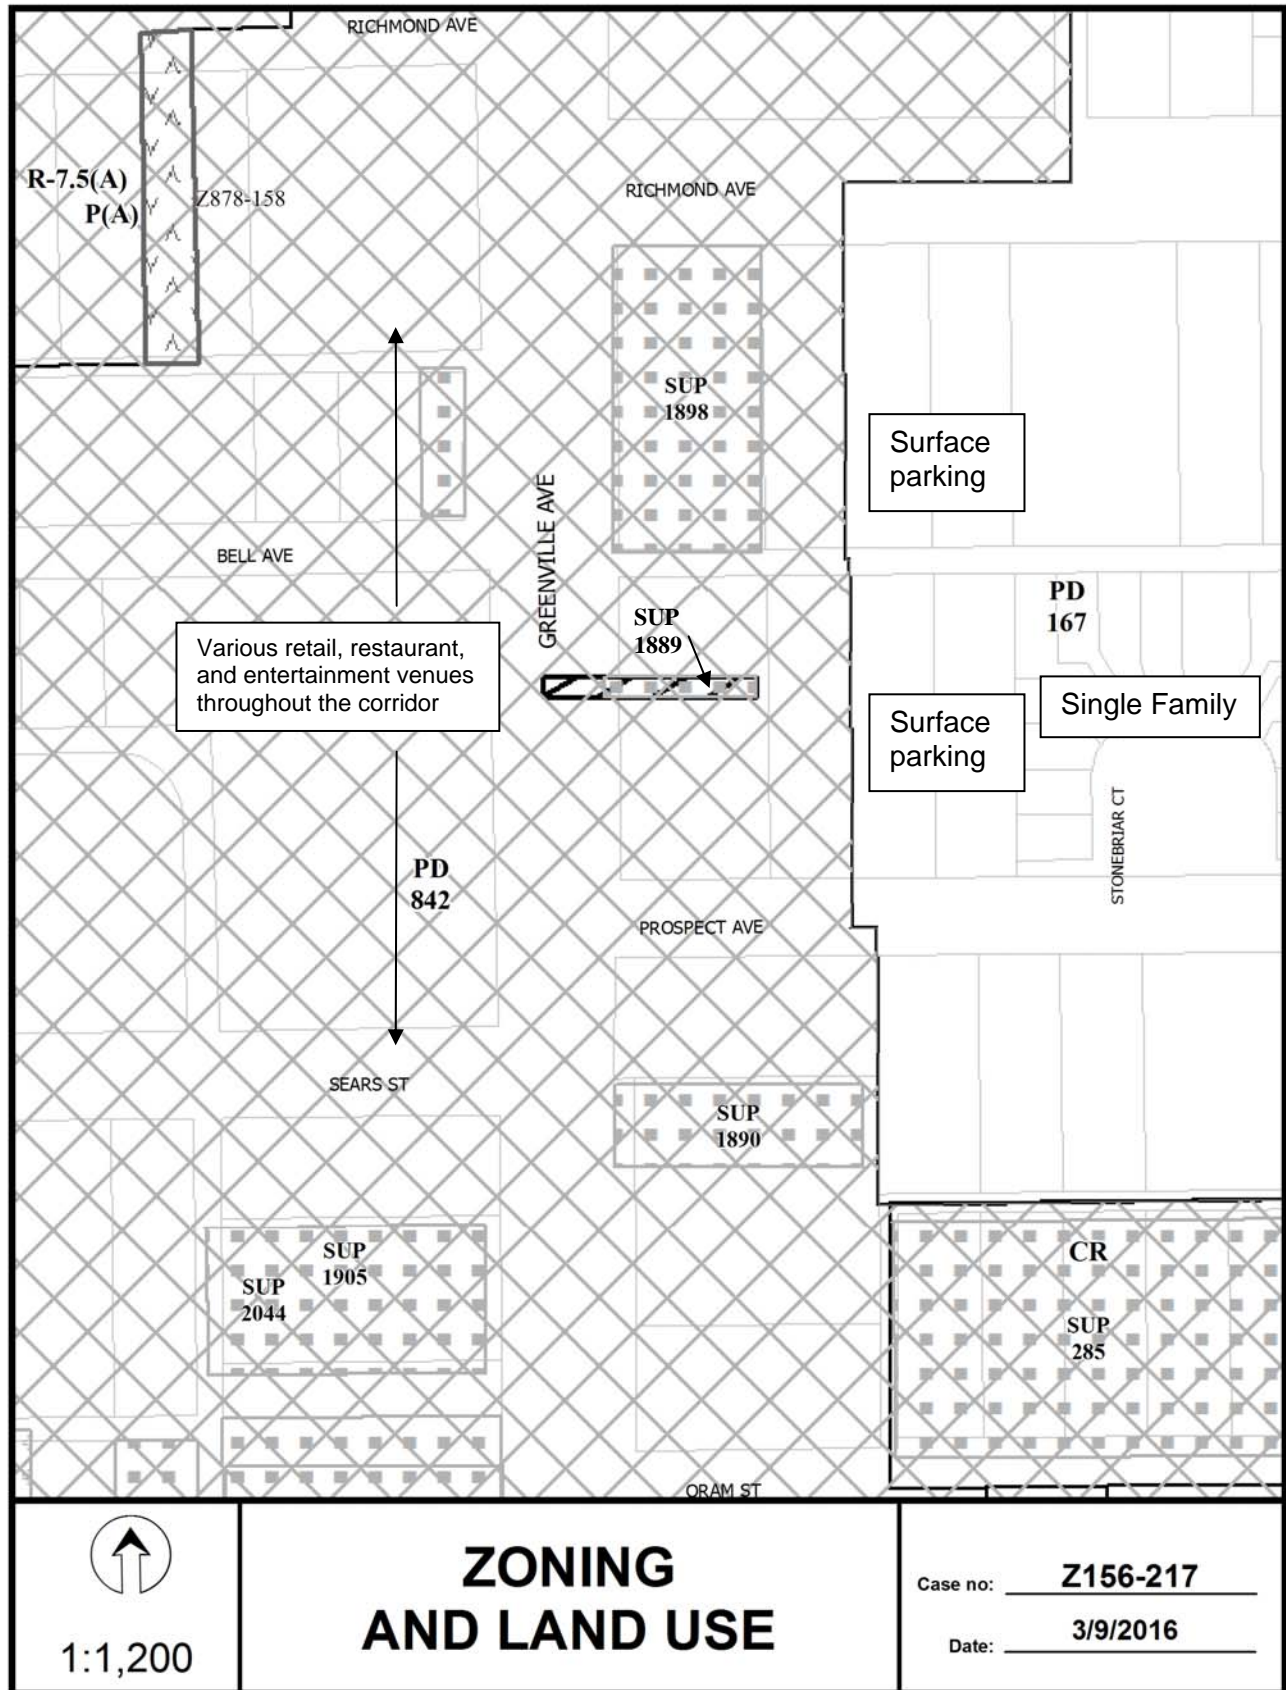 RICHMOND AVE
R-7.5(A)
P(A)
Z878-158
RICHMOND AVE
SUP
1898
Surface
parking
GREENVILLE AVE
BELL AVE
PD
167
SUP
1889
Various retail, restaurant,
and entertainment venues
throughout the corridor
Single Family
Surface
parking
STONEBRIAR CT
PD
842
PROSPECT AVE
SEARS ST
SUP
1890
SUP
1905
SUP
2044
CR
SUP
285
ORAM ST
1:1,200
ZONING
AND LAND USE
Case no: Z156-217
Date: 3/9/2016